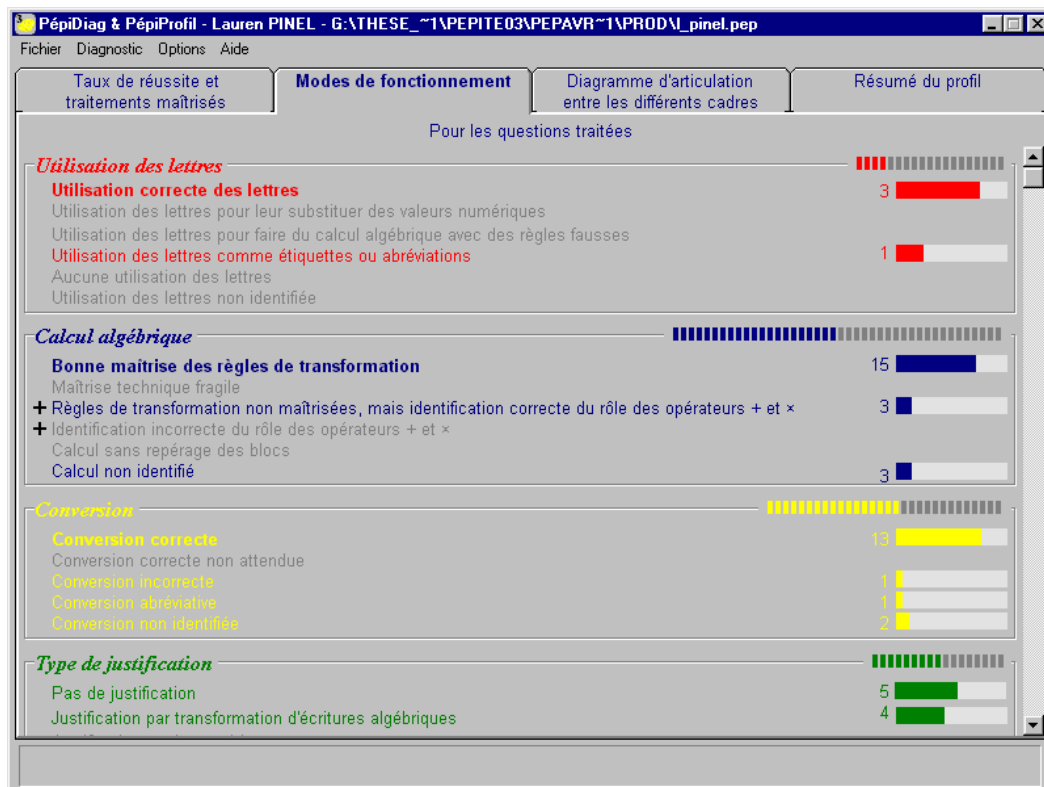 PépiDiag & PépiProfil - Lauren PINEL - G:\THESE_~1\PEPITE03\PEPAVR~1\PROD\l_pinel.pep
Fichier Diagnostic Options Aide
Taux de réussite et traitements maîtrisés
Modes de fonctionnement
Diagramme d'articulation entre les différents cadres
Résumé du profil
Pour les questions traitées
Utilisation des lettres
Utilisation correcte des lettres 3
Utilisation des lettres pour leur substituer des valeurs numériques
Utilisation des lettres pour faire du calcul algébrique avec des règles fausses
Utilisation des lettres comme étiquettes ou abréviations 1
Aucune utilisation des lettres
Utilisation des lettres non identifiée
Calcul algébrique
Bonne maîtrise des règles de transformation 15
Maîtrise technique fragile
+ Règles de transformation non maîtrisées, mais identification correcte du rôle des opérateurs + et × 3
+ Identification incorrecte du rôle des opérateurs + et ×
Calcul sans repérage des blocs
Calcul non identifié 3
Conversion
Conversion correcte 13
Conversion correcte non attendue
Conversion incorrecte 1
Conversion abréviative 1
Conversion non identifiée 2
Type de justification
Pas de justification 5
Justification par transformation d'écritures algébriques 4